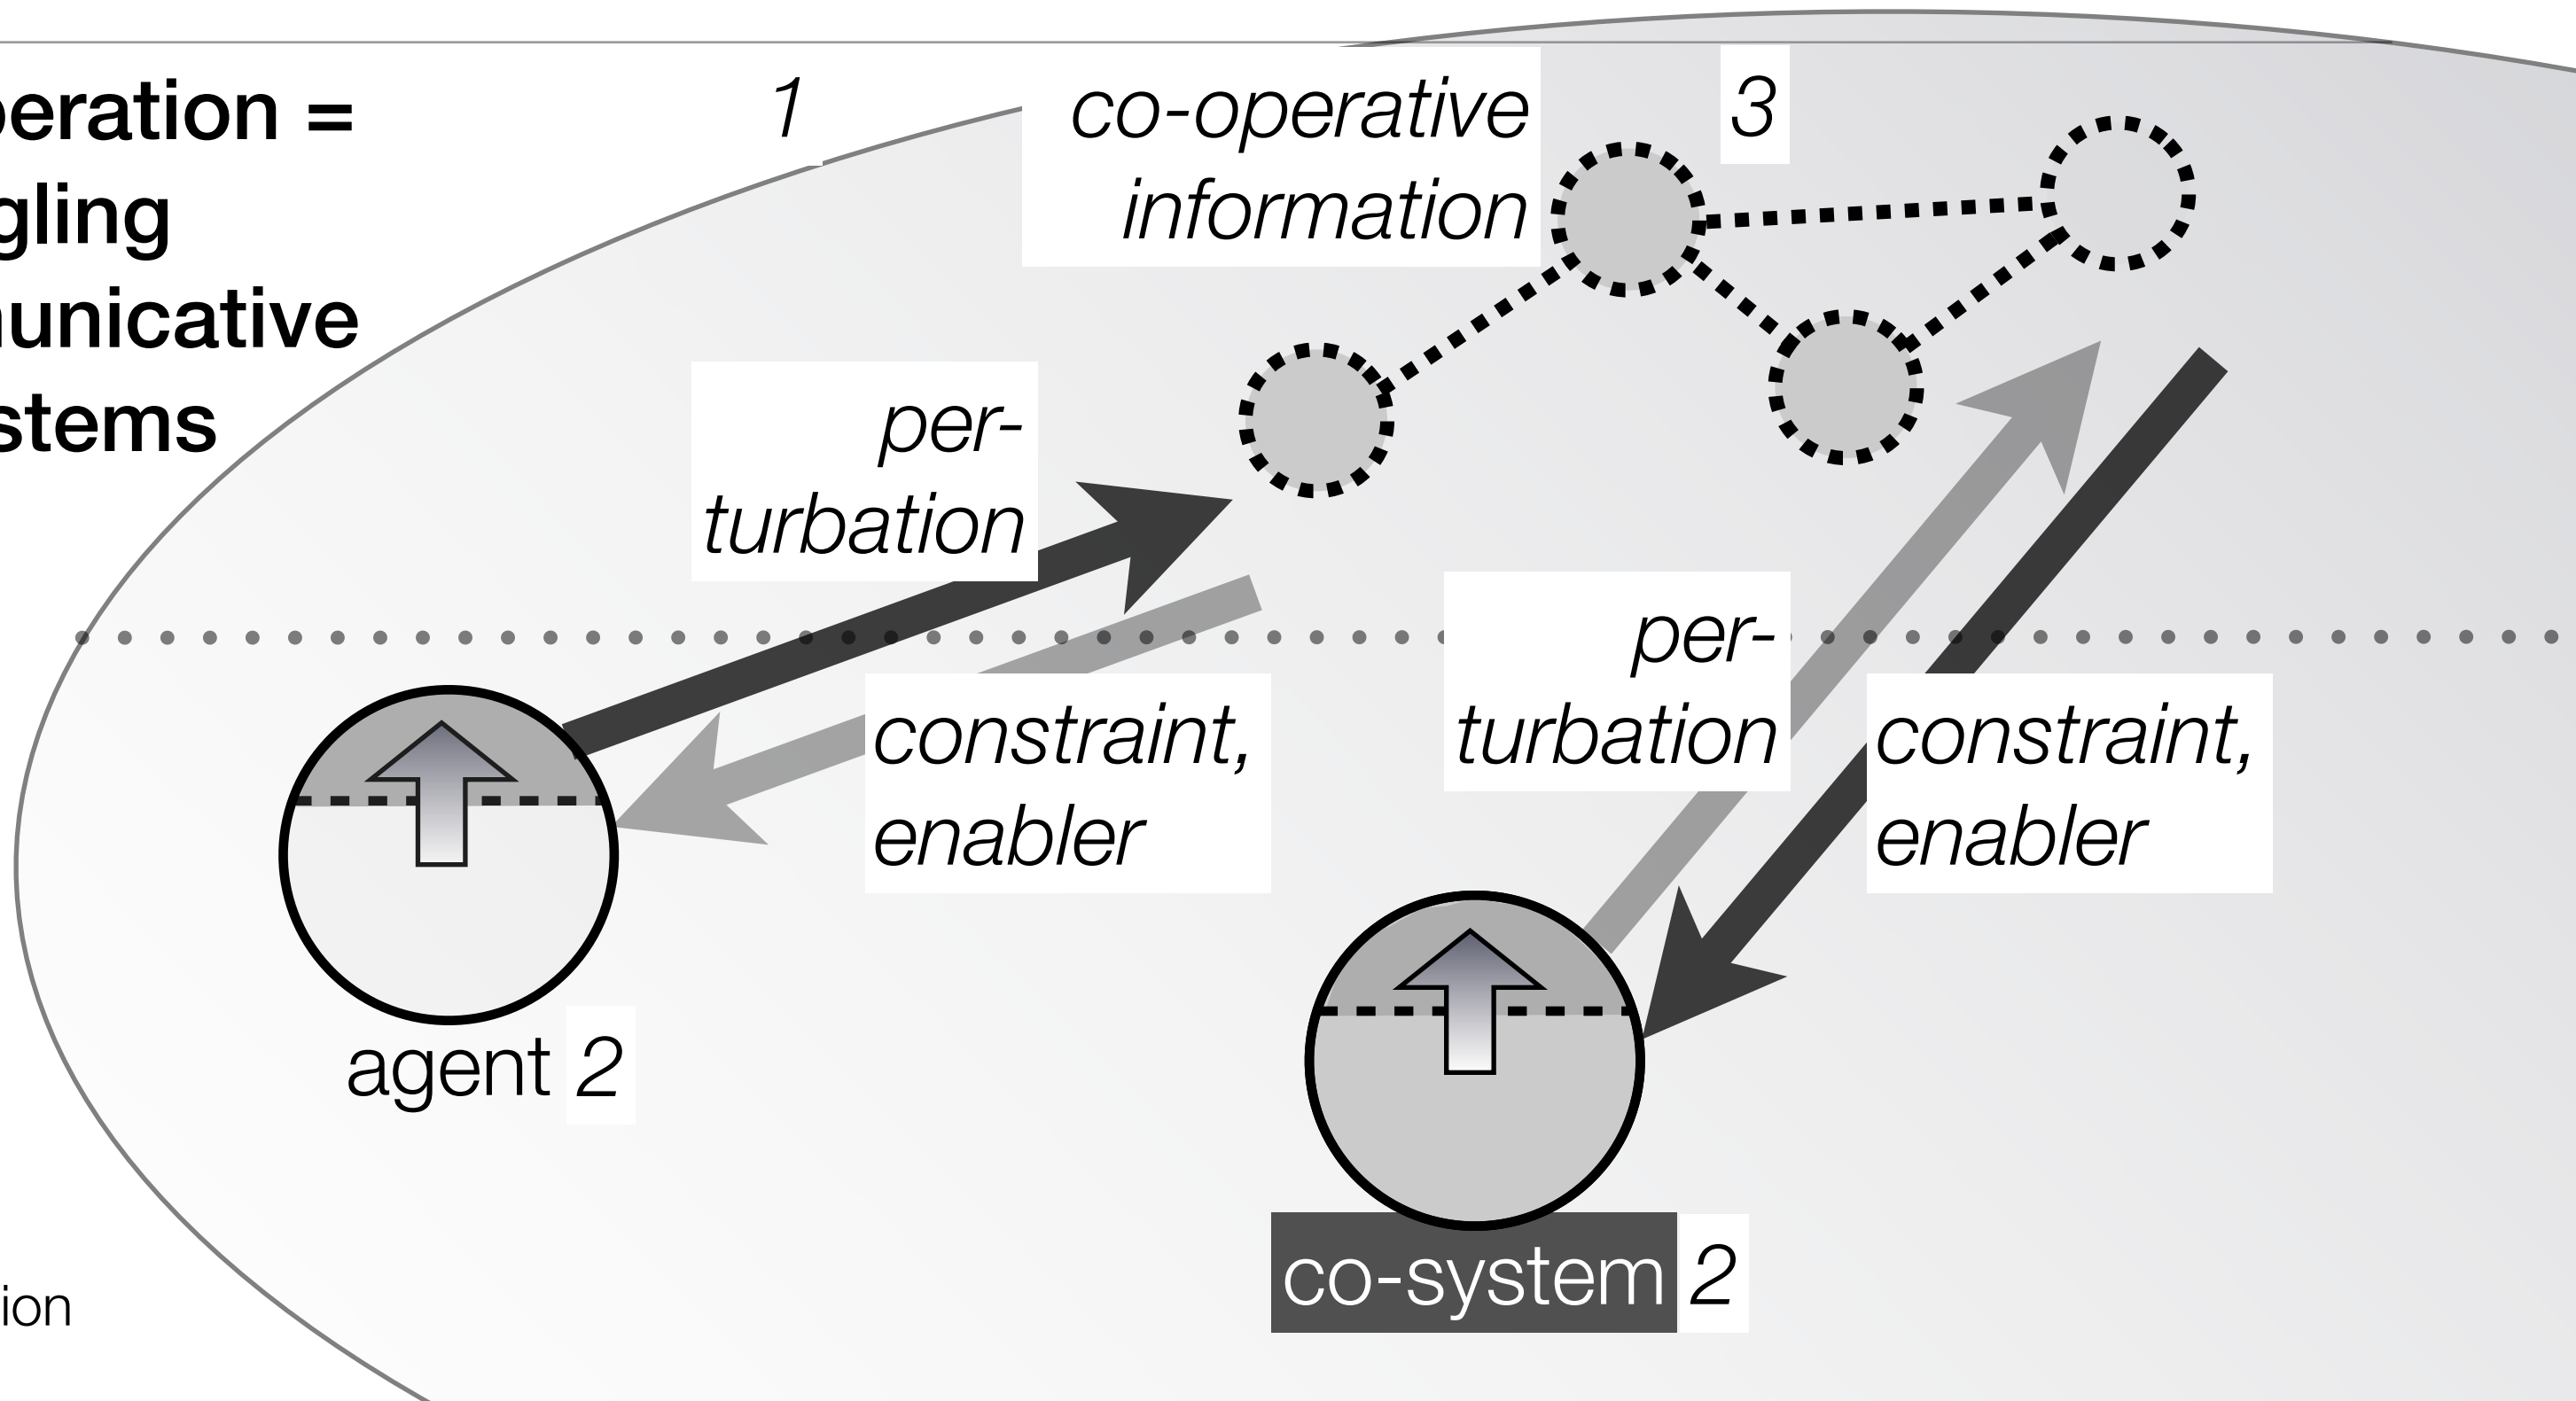 peration =
gling
unicative
stems
1
co-operative
information
3
per-
turbation
constraint,
enabler
per-
turbation
constraint,
enabler
agent 2
co-system 2
ion